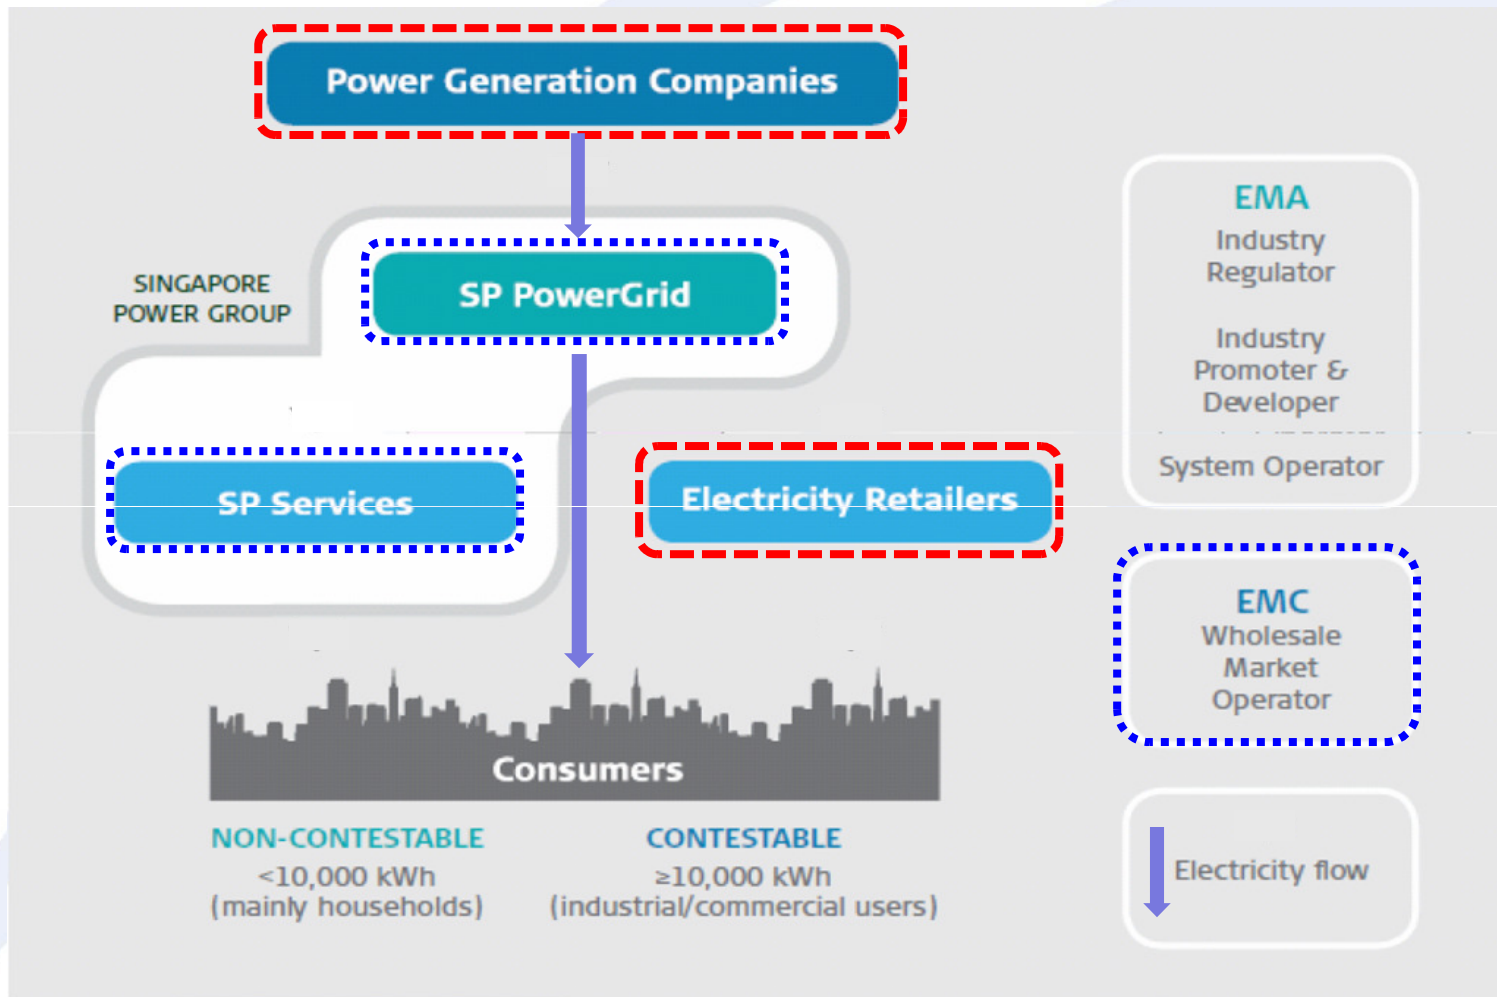 Power Generation Companies
SINGAPORE
POWER GROUP
SP PowerGrid
SP Services
Electricity Retailers
Consumers
NON-CONTESTABLE
<10,000 kWh
(mainly households)
CONTESTABLE
≥10,000 kWh
(industrial/commercial users)
EMA
Industry
Regulator
Industry
Promoter &
Developer
System Operator
EMC
Wholesale
Market
Operator
Electricity flow